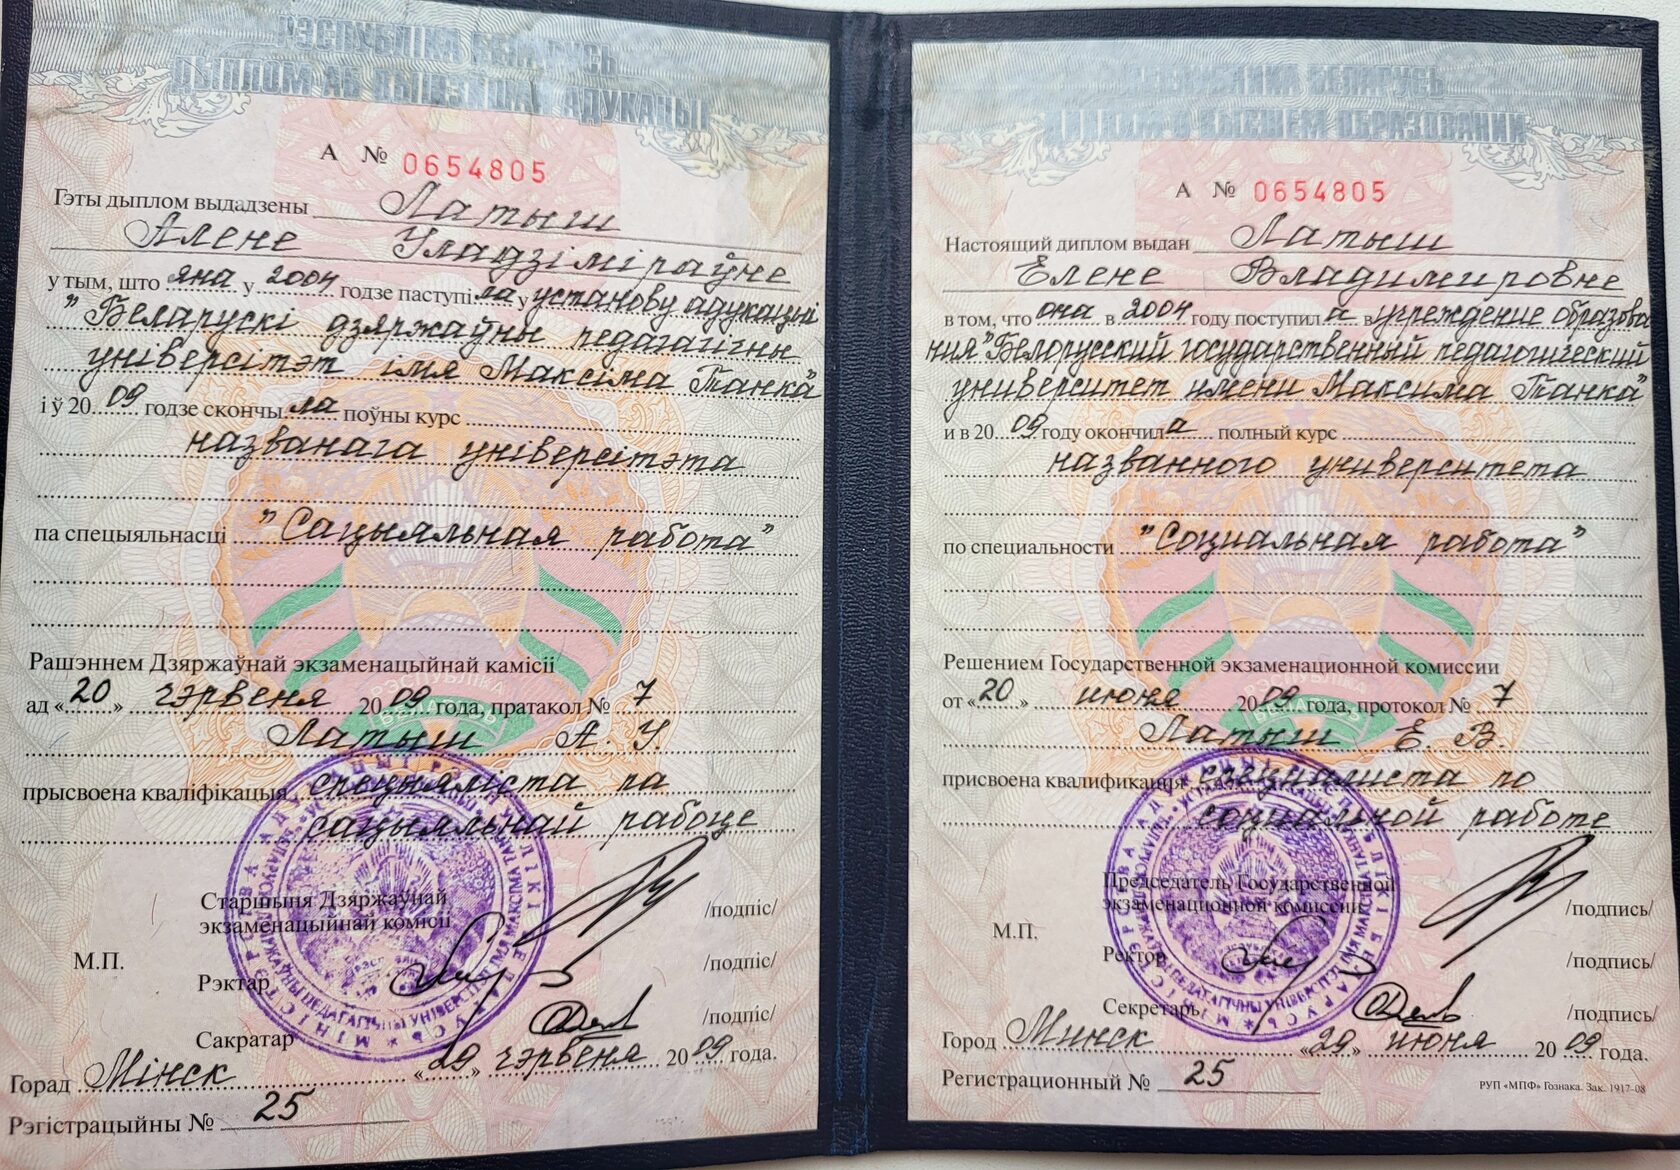 РЭСПУБЛІКА БЕЛАРУСЬ
ДЫПЛОМ АБ ВЫШЭЙШАЙ АДУКАЦЫІ
А № 0654805
Гэты дыплом выдадзены Латыш
Алене Уладзіміраўне
у тым, што яна у 2004 годзе паступіла у установу адукацыі
"Беларускі дзяржаўны педагагічны
універсітэт імя Максіма Танка"
і ў 2009 годзе скончыла поўны курс
названага універсітэта
па спецыяльнасці "Сацыяльная работа"
Рашэннем Дзяржаўнай экзаменацыйнай камісіі
ад «20» чэрвеня 2009 года, пратакол № 7
Латыш А. У.
прысвоена кваліфікацыя спецыяліста па
сацыяльнай рабоце
Старшыня Дзяржаўнай
экзаменацыйнай камісіі /подпіс/
М.П.
Рэктар /подпіс/
Сакратар /подпіс/
Горад Мінск «29» чэрвеня 2009 года.
Рэгістрацыйны № 25
РЕСПУБЛИКА БЕЛАРУСЬ
ДИПЛОМ О ВЫСШЕМ ОБРАЗОВАНИИ
А № 0654805
Настоящий диплом выдан Латыш
Елене Владимировне
в том, что она в 2004 году поступила в учреждение образова
ния "Белорусский государственный педагогический
университет имени Максима Танка"
и в 2009 году окончила полный курс
названного университета
по специальности "Социальная работа"
Решением Государственной экзаменационной комиссии
от «20» июня 2009 года, протокол № 7
Латыш Е. В.
присвоена квалификация специалиста по
социальной работе
Председатель Государственной
экзаменационной комиссии /подпись/
М.П.
Ректор /подпись/
Секретарь /подпись/
Город Минск «29» июня 2009 года.
Регистрационный № 25
РУП «МПФ» Гознака. Зак. 1917-08